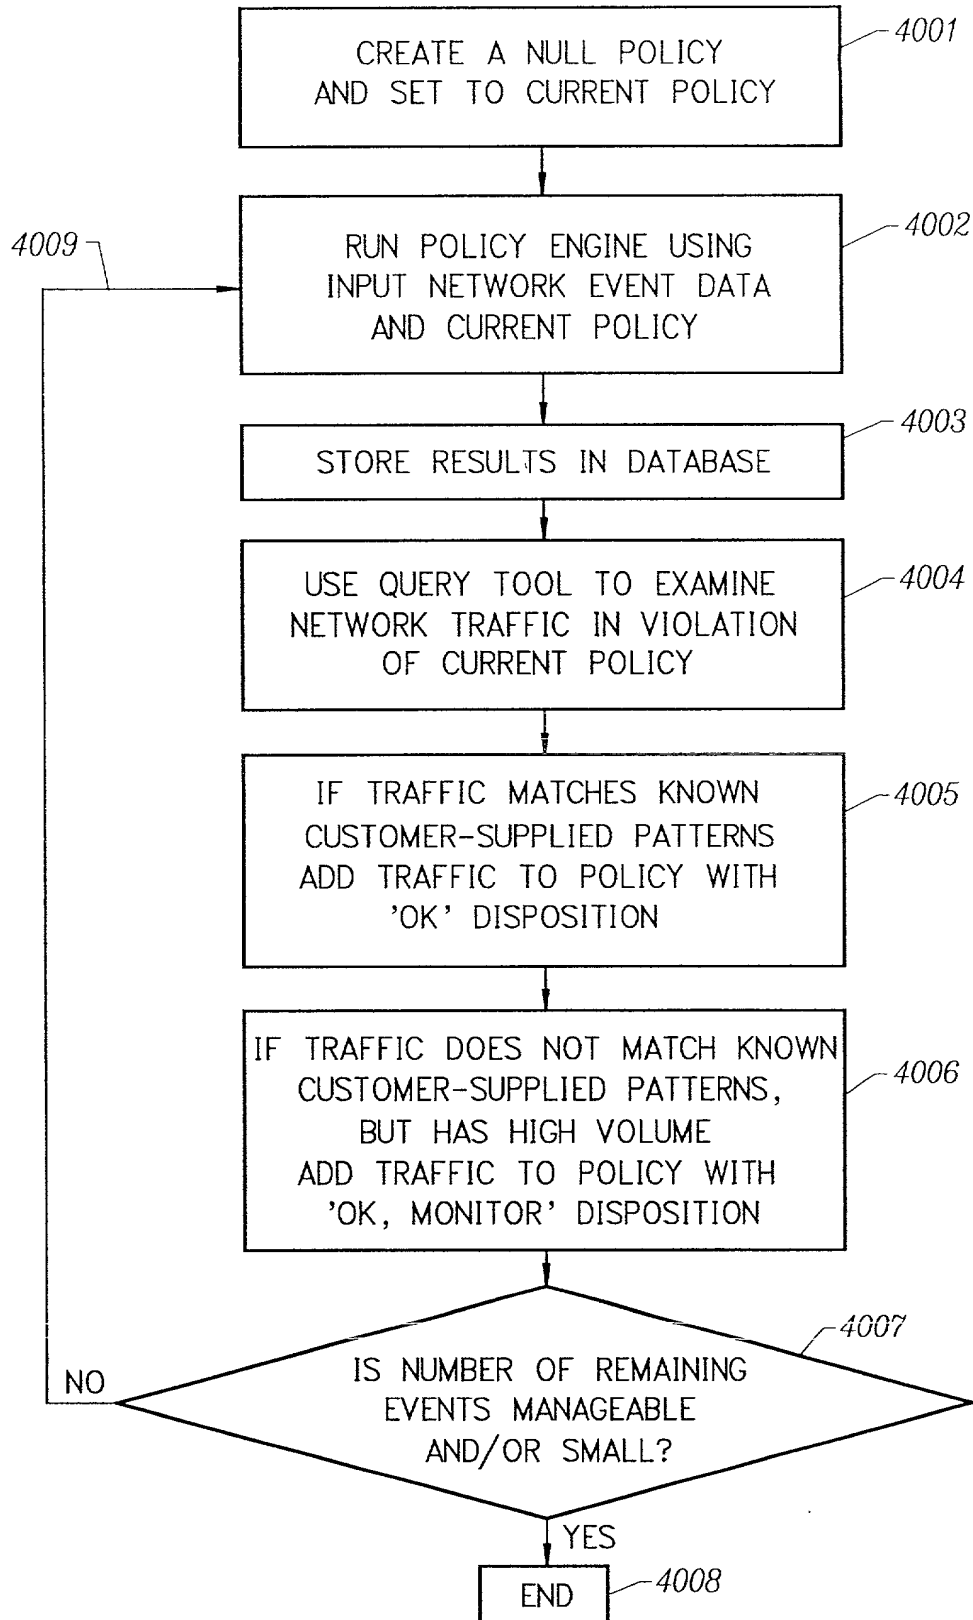 CREATE A NULL POLICY
AND SET TO CURRENT POLICY
4001
RUN POLICY ENGINE USING
INPUT NETWORK EVENT DATA
AND CURRENT POLICY
4002
4009
STORE RESULTS IN DATABASE
4003
USE QUERY TOOL TO EXAMINE
NETWORK TRAFFIC IN VIOLATION
OF CURRENT POLICY
4004
IF TRAFFIC MATCHES KNOWN
CUSTOMER-SUPPLIED PATTERNS
ADD TRAFFIC TO POLICY WITH
'OK' DISPOSITION
4005
IF TRAFFIC DOES NOT MATCH KNOWN
CUSTOMER-SUPPLIED PATTERNS,
BUT HAS HIGH VOLUME
ADD TRAFFIC TO POLICY WITH
'OK, MONITOR' DISPOSITION
4006
IS NUMBER OF REMAINING
EVENTS MANAGEABLE
AND/OR SMALL?
4007
NO
YES
END
4008